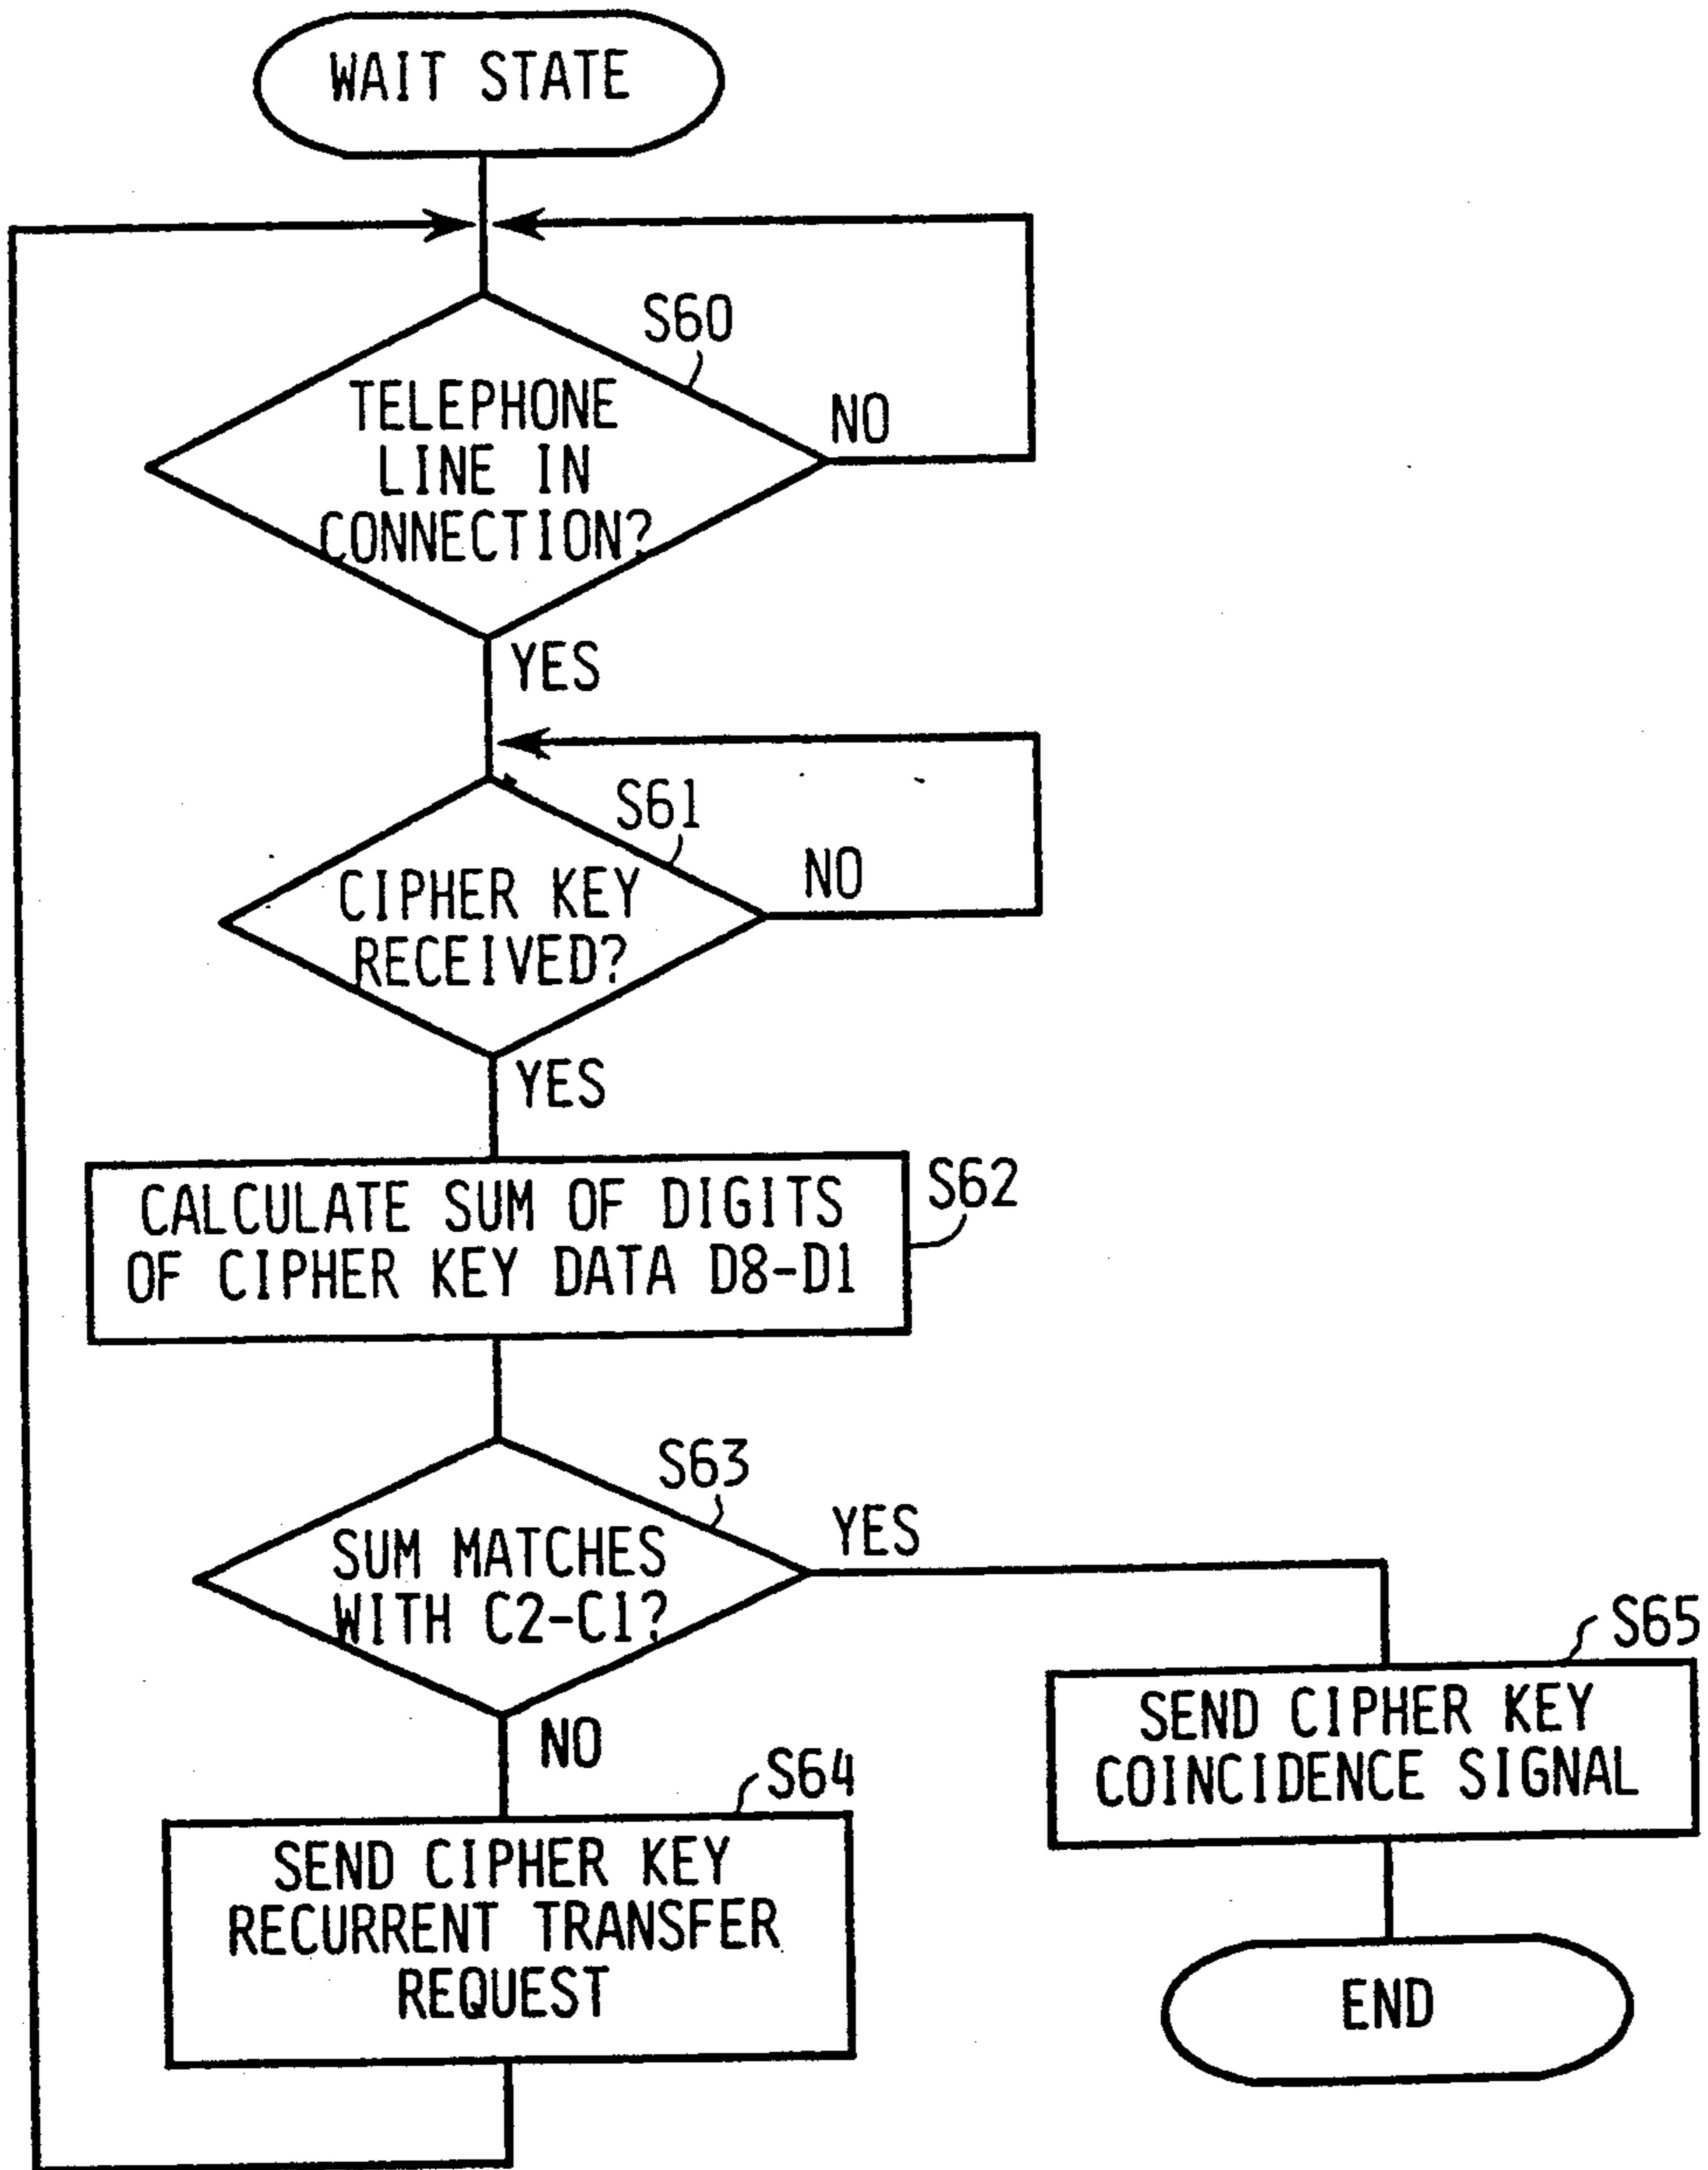 WAIT STATE
S60
TELEPHONE
LINE IN
CONNECTION?
NO
YES
S61
CIPHER KEY
RECEIVED?
NO
YES
CALCULATE SUM OF DIGITS
OF CIPHER KEY DATA D8-D1
S62
S63
SUM MATCHES
WITH C2-C1?
YES
NO
S64
SEND CIPHER KEY
RECURRENT TRANSFER
REQUEST
S65
SEND CIPHER KEY
COINCIDENCE SIGNAL
END